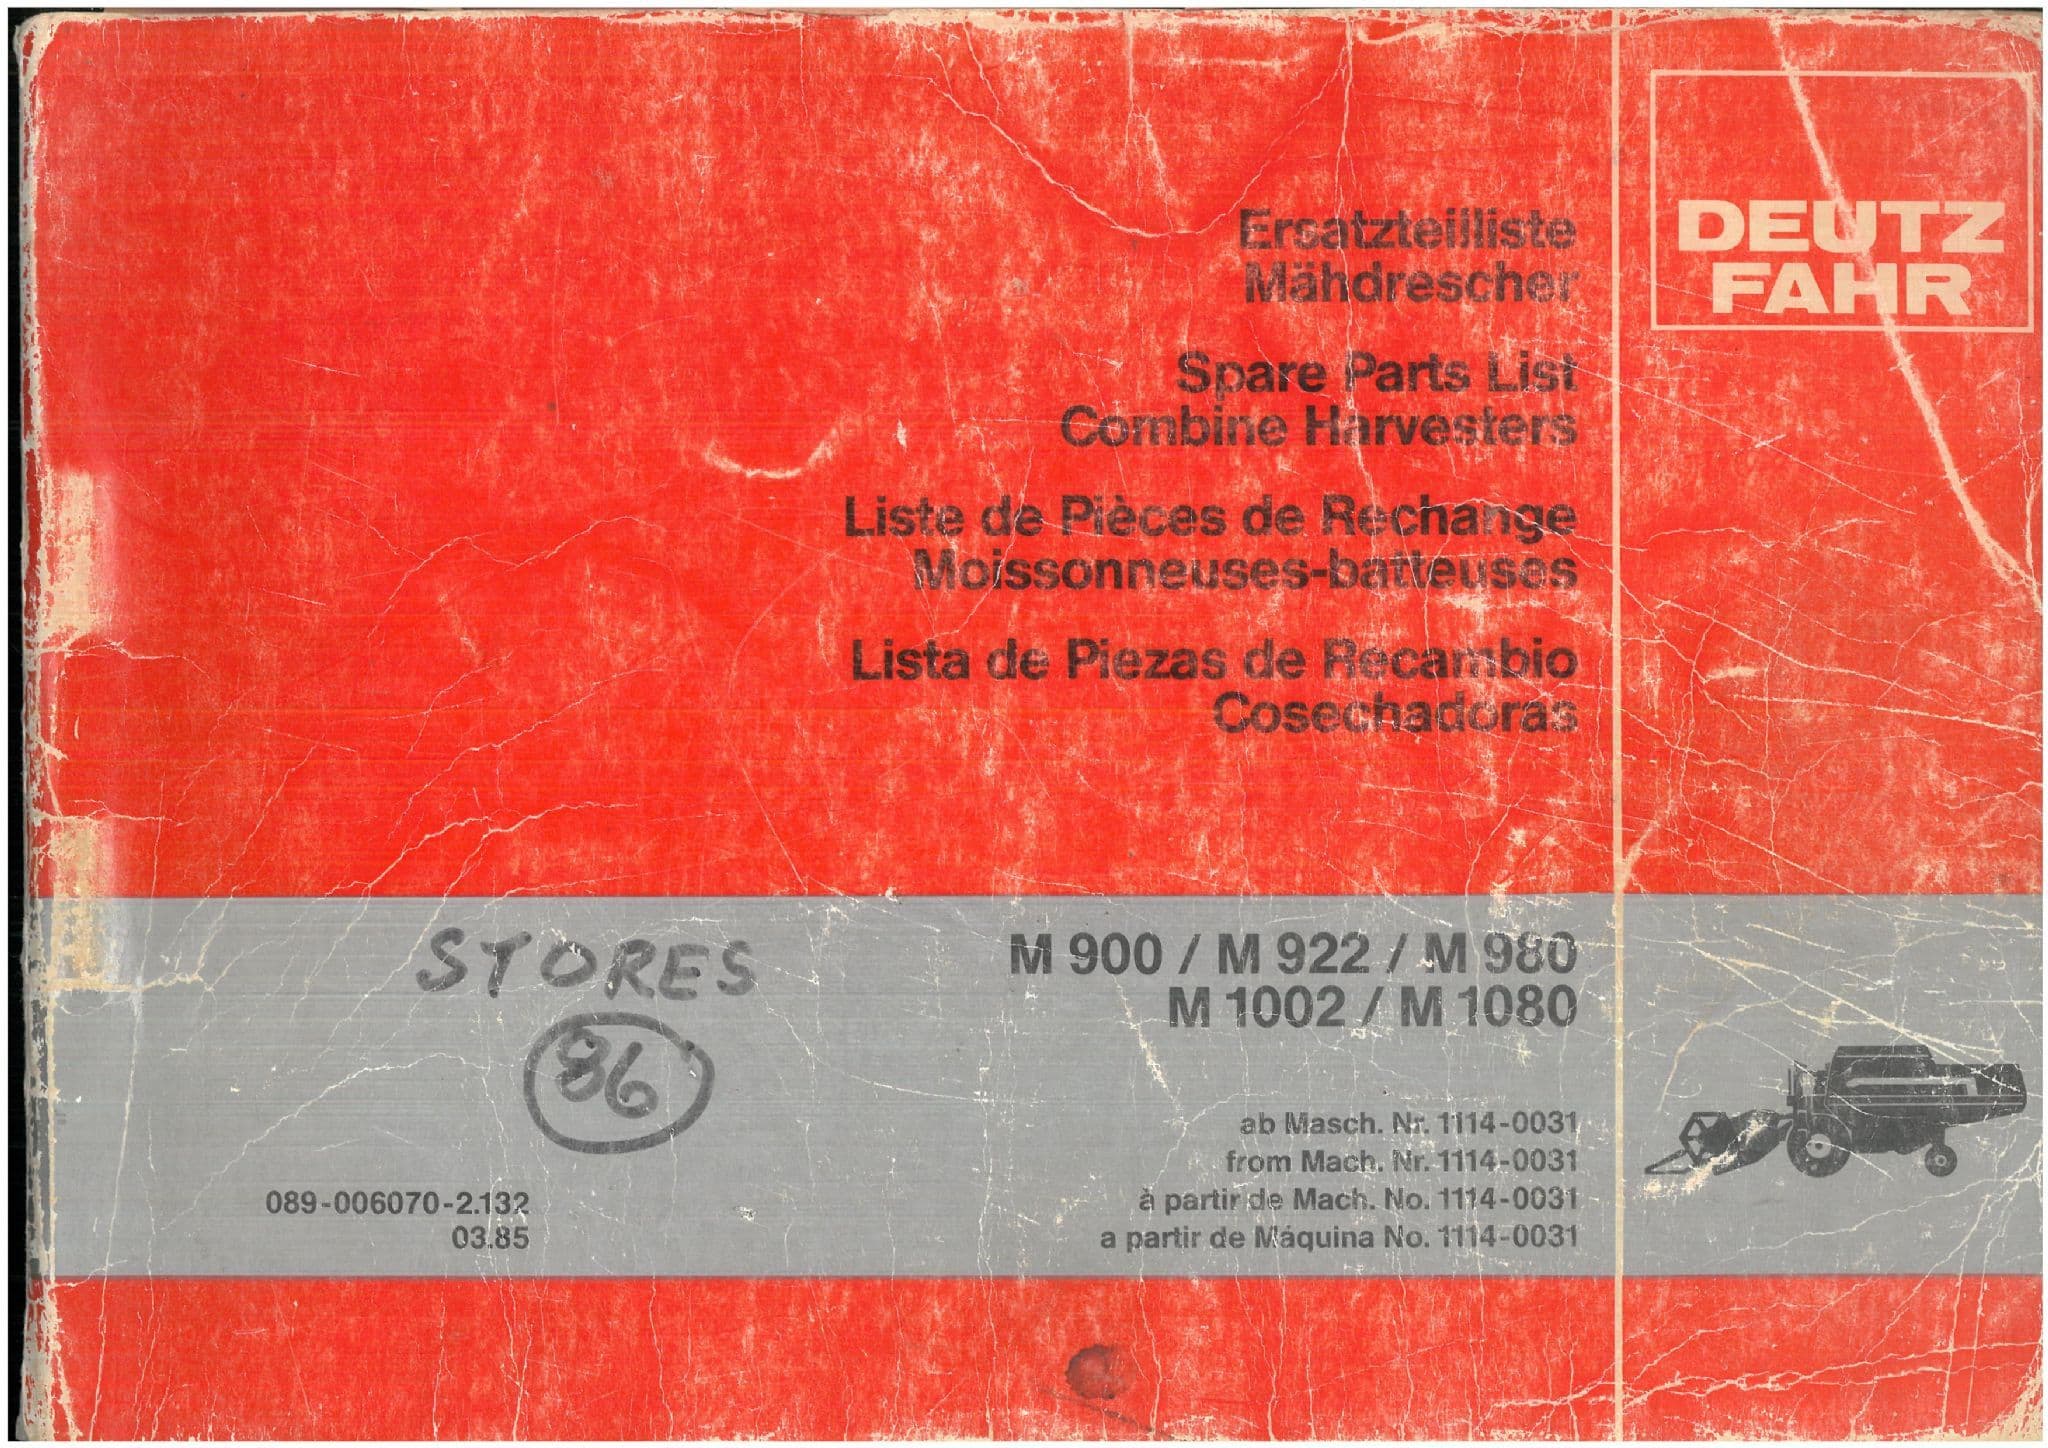 DEUTZ
FAHR
Ersatzteilliste
Mähdrescher
Spare Parts List
Combine Harvesters
Liste de Pièces de Rechange
Moissonneuses-batteuses
Lista de Piezas de Recambio
Cosechadoras
STORES
86
M 900 / M 922 / M 980
M 1002 / M 1080
ab Masch. Nr. 1114-0031
from Mach. Nr. 1114-0031
à partir de Mach. No. 1114-0031
a partir de Máquina No. 1114-0031
089-006070-2.132
03.85